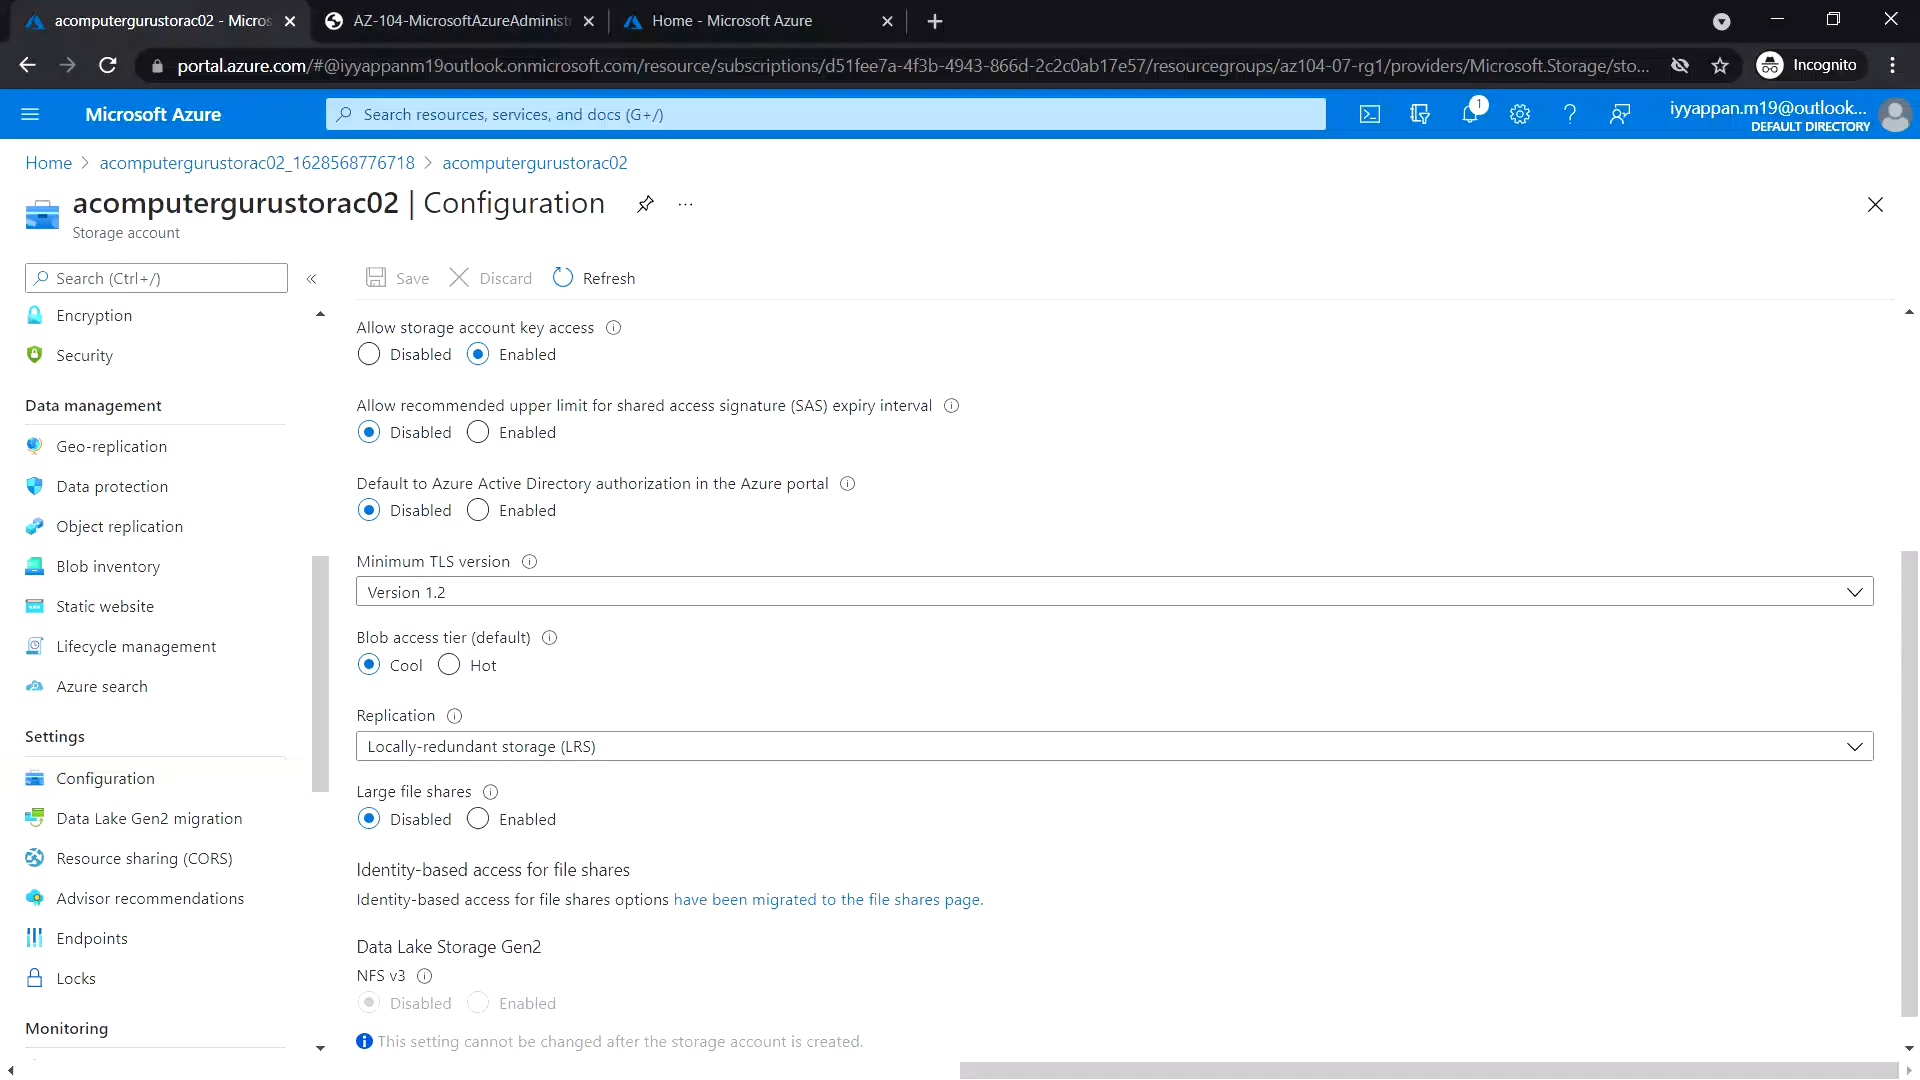 acomputergurustorac02 - Micros
AZ-104-MicrosoftAzureAdminist
Home - Microsoft Azure
portal.azure.com/#@iyyappanm19outlook.onmicrosoft.com/resource/subscriptions/d51fee7a-4f3b-4943-866d-2c2c0ab17e57/resourcegroups/az104-07-rg1/providers/Microsoft.Storage/sto...
Incognito
Microsoft Azure
Search resources, services, and docs (G+/)
1
iyyappan.m19@outlook...
DEFAULT DIRECTORY
Home > acomputergurustorac02_1628568776718 > acomputergurustorac02
acomputergurustorac02 | Configuration ...
Storage account
Search (Ctrl+/)
«
Save
Discard
Refresh
Encryption
Security
Data management
Geo-replication
Data protection
Object replication
Blob inventory
Static website
Lifecycle management
Azure search
Settings
Configuration
Data Lake Gen2 migration
Resource sharing (CORS)
Advisor recommendations
Endpoints
Locks
Monitoring
Allow storage account key access
Disabled Enabled
Allow recommended upper limit for shared access signature (SAS) expiry interval
Disabled Enabled
Default to Azure Active Directory authorization in the Azure portal
Disabled Enabled
Minimum TLS version
Version 1.2
Blob access tier (default)
Cool Hot
Replication
Locally-redundant storage (LRS)
Large file shares
Disabled Enabled
Identity-based access for file shares
Identity-based access for file shares options have been migrated to the file shares page.
Data Lake Storage Gen2
NFS v3
Disabled Enabled
This setting cannot be changed after the storage account is created.